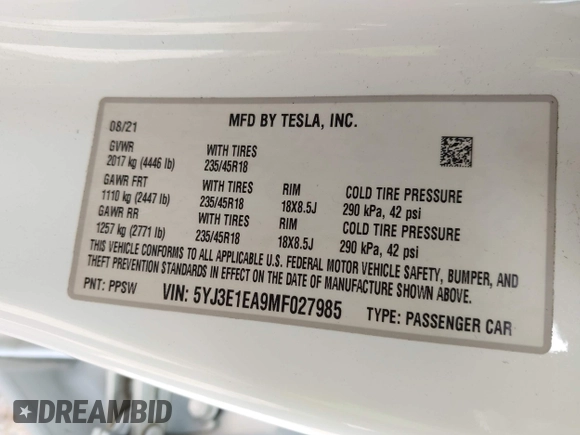 08/21 MFD BY TESLA, INC.
GVWR WITH TIRES
2017 kg (4446 lb) 235/45R18
GAWR FRT WITH TIRES RIM COLD TIRE PRESSURE
1110 kg (2447 lb) 235/45R18 18X8.5J 290 kPa, 42 psi
GAWR RR WITH TIRES RIM COLD TIRE PRESSURE
1257 kg (2771 lb) 235/45R18 18X8.5J 290 kPa, 42 psi
THIS VEHICLE CONFORMS TO ALL APPLICABLE U.S. FEDERAL MOTOR VEHICLE SAFETY, BUMPER, AND
THEFT PREVENTION STANDARDS IN EFFECT ON THE DATE OF MANUFACTURE SHOWN ABOVE.
PNT: PPSW VIN: 5YJ3E1EA9MF027985 TYPE: PASSENGER CAR
DREAMBID